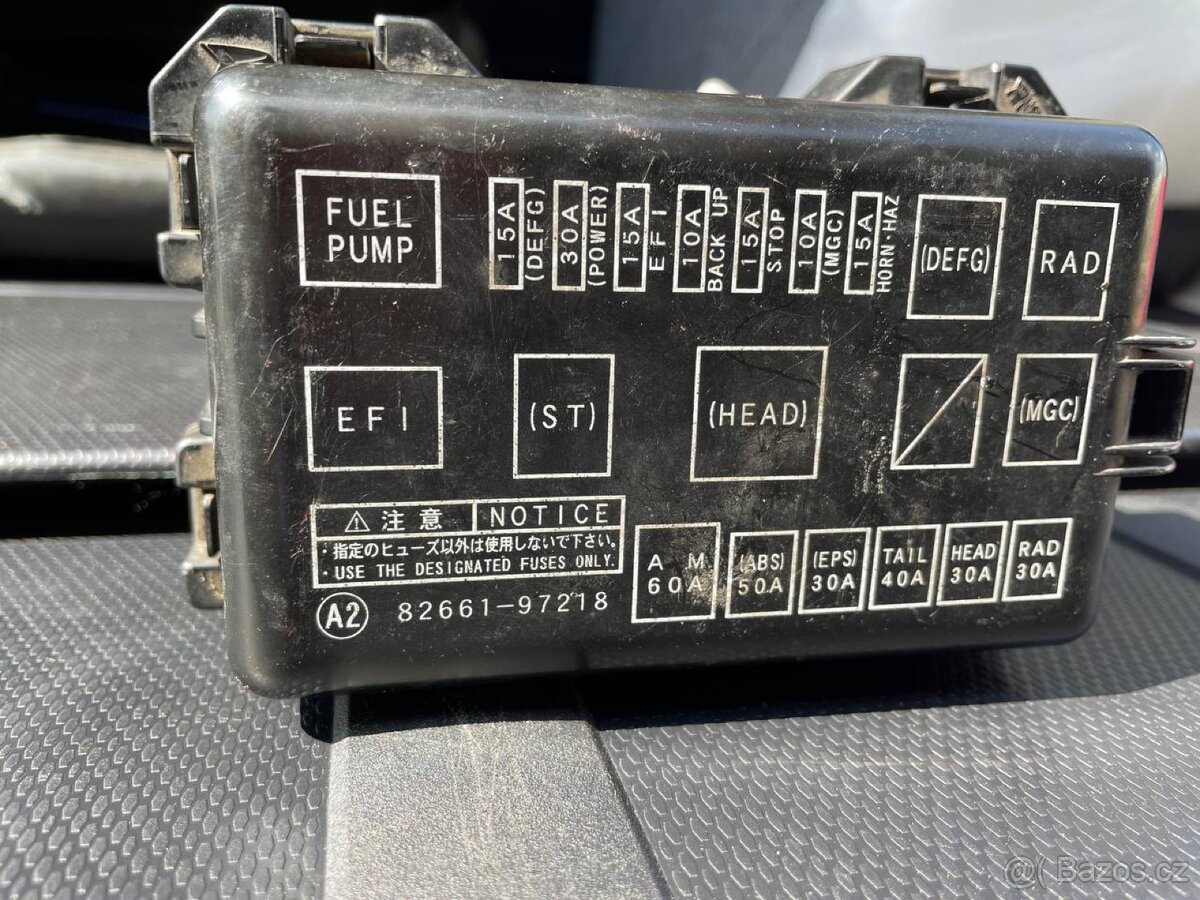 FUEL
PUMP
15A
(DEFG)
30A
(POWER)
15A
EFI
10A
BACK UP
15A
STOP
10A
(MGC)
15A
HORN・HAZ
(DEFG)
RAD
EFI
(ST)
(HEAD)
(MGC)
⚠注意 NOTICE
・指定のヒューズ以外は使用しないで下さい。
・USE THE DESIGNATED FUSES ONLY.
A2 82661-97218
AM
60A
(ABS)
50A
(EPS)
30A
TAIL
40A
HEAD
30A
RAD
30A
@( Bazos.cz